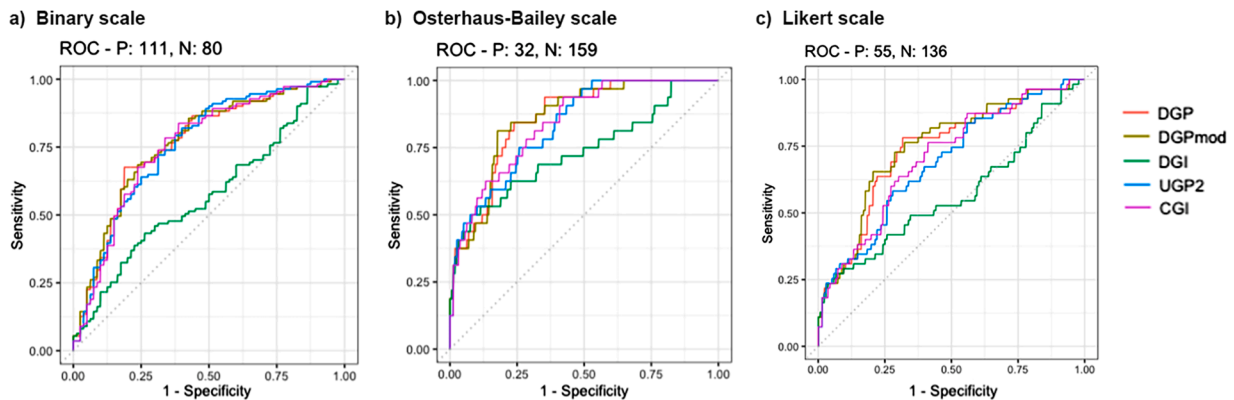 a) Binary scale
ROC - P: 111, N: 80
Sensitivity
1.00
0.75
0.50
0.25
0.00
0.00 0.25 0.50 0.75 1.00
1 - Specificity
b) Osterhaus-Bailey scale
ROC - P: 32, N: 159
Sensitivity
1.00
0.75
0.50
0.25
0.00
0.00 0.25 0.50 0.75 1.00
1 - Specificity
c) Likert scale
ROC - P: 55, N: 136
Sensitivity
1.00
0.75
0.50
0.25
0.00
0.00 0.25 0.50 0.75 1.00
1 - Specificity
DGP
DGPmod
DGI
UGP2
CGI